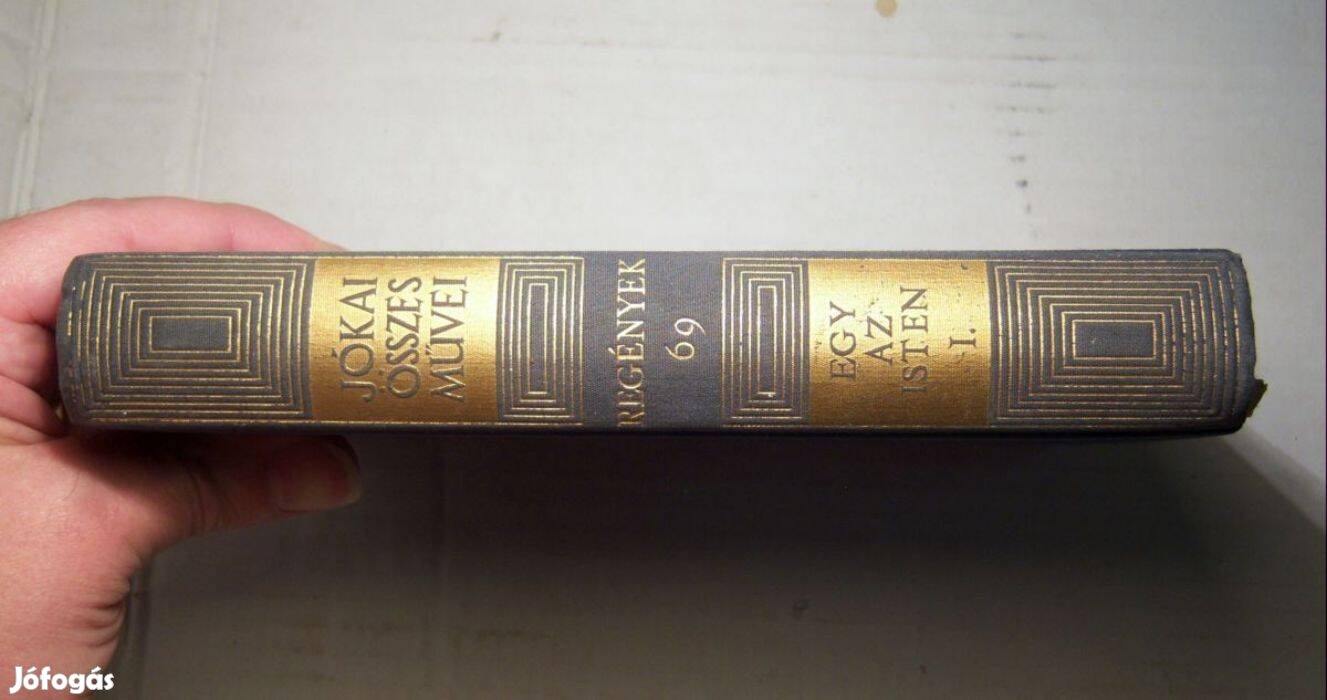 JÓKAI
ÖSSZES
MŰVEI
REGÉNYEK
69
EGY
AZ
ISTEN
I.
Jófogás